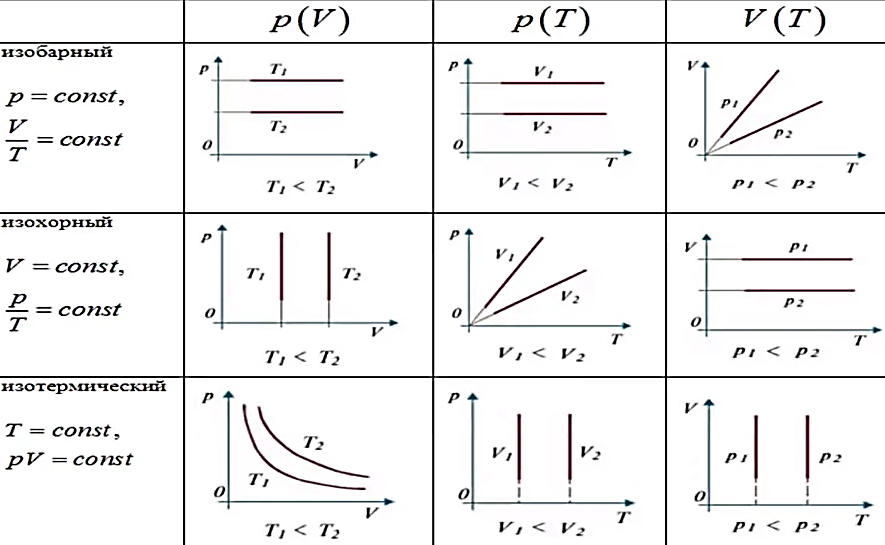 p(V) p(T) V(T)
изобарный
p = const,
V/T = const
P T1 T2 0 V
T1 < T2
P V1 V2 0 T
V1 < V2
V p1 p2 0 T
p1 < p2
изохорный
V = const,
p/T = const
P T1 T2 0 V
T1 < T2
P V1 V2 0 T
V1 < V2
V p1 p2 0 T
p1 < p2
изотермический
T = const,
pV = const
P T2 T1 0 V
T1 < T2
P V1 V2 0 T
V1 < V2
V p1 p2 0 T
p1 < p2